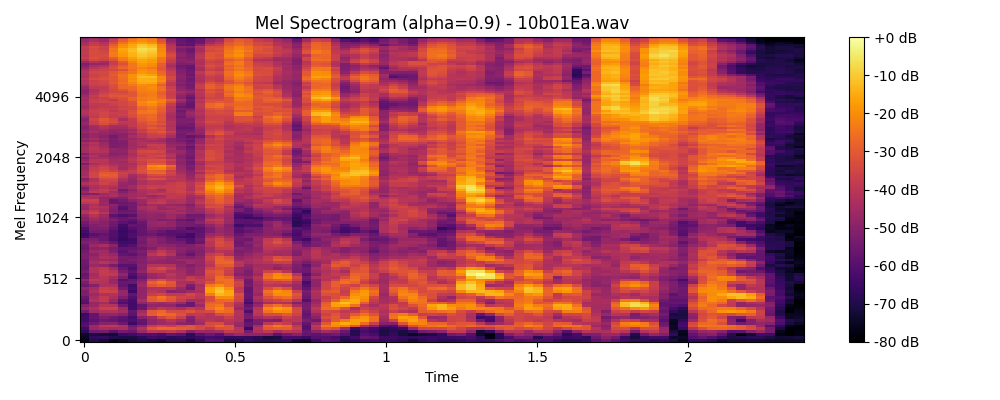 Mel Spectrogram (alpha=0.9) - 10b01Ea.wav
Mel Frequency
4096
2048
1024
512
0
0
0.5
1
1.5
2
Time
+0 dB
-10 dB
-20 dB
-30 dB
-40 dB
-50 dB
-60 dB
-70 dB
-80 dB